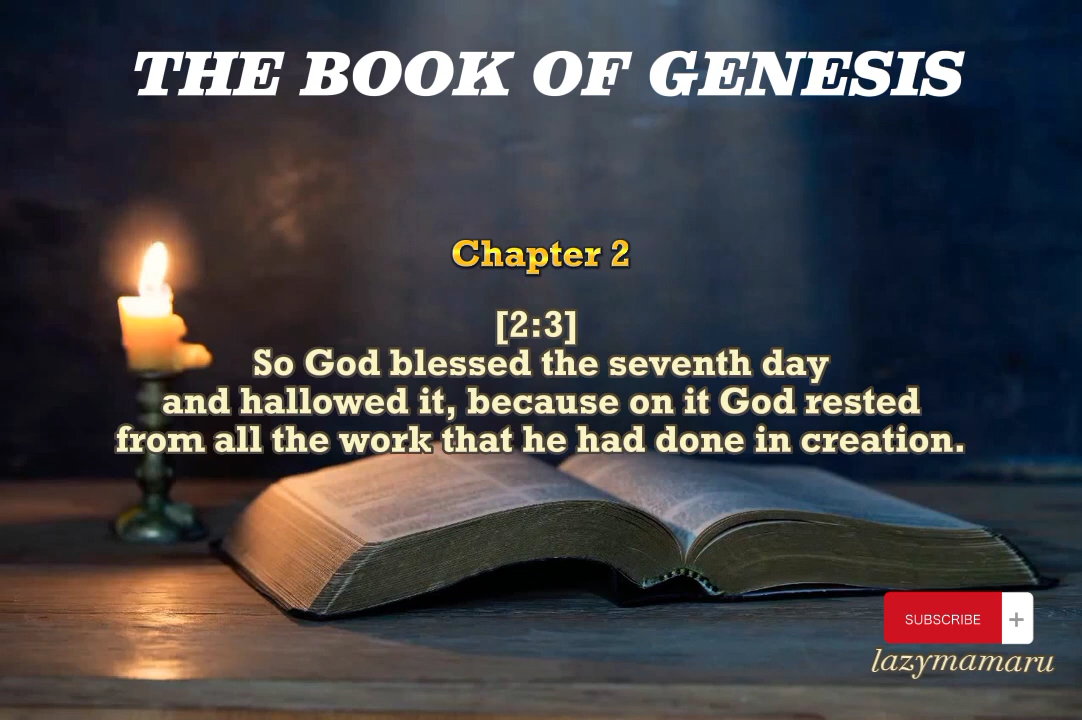 THE BOOK OF GENESIS
Chapter 2
[2:3]
So God blessed the seventh day
and hallowed it, because on it God rested
from all the work that he had done in creation.
SUBSCRIBE +
lazymamaru